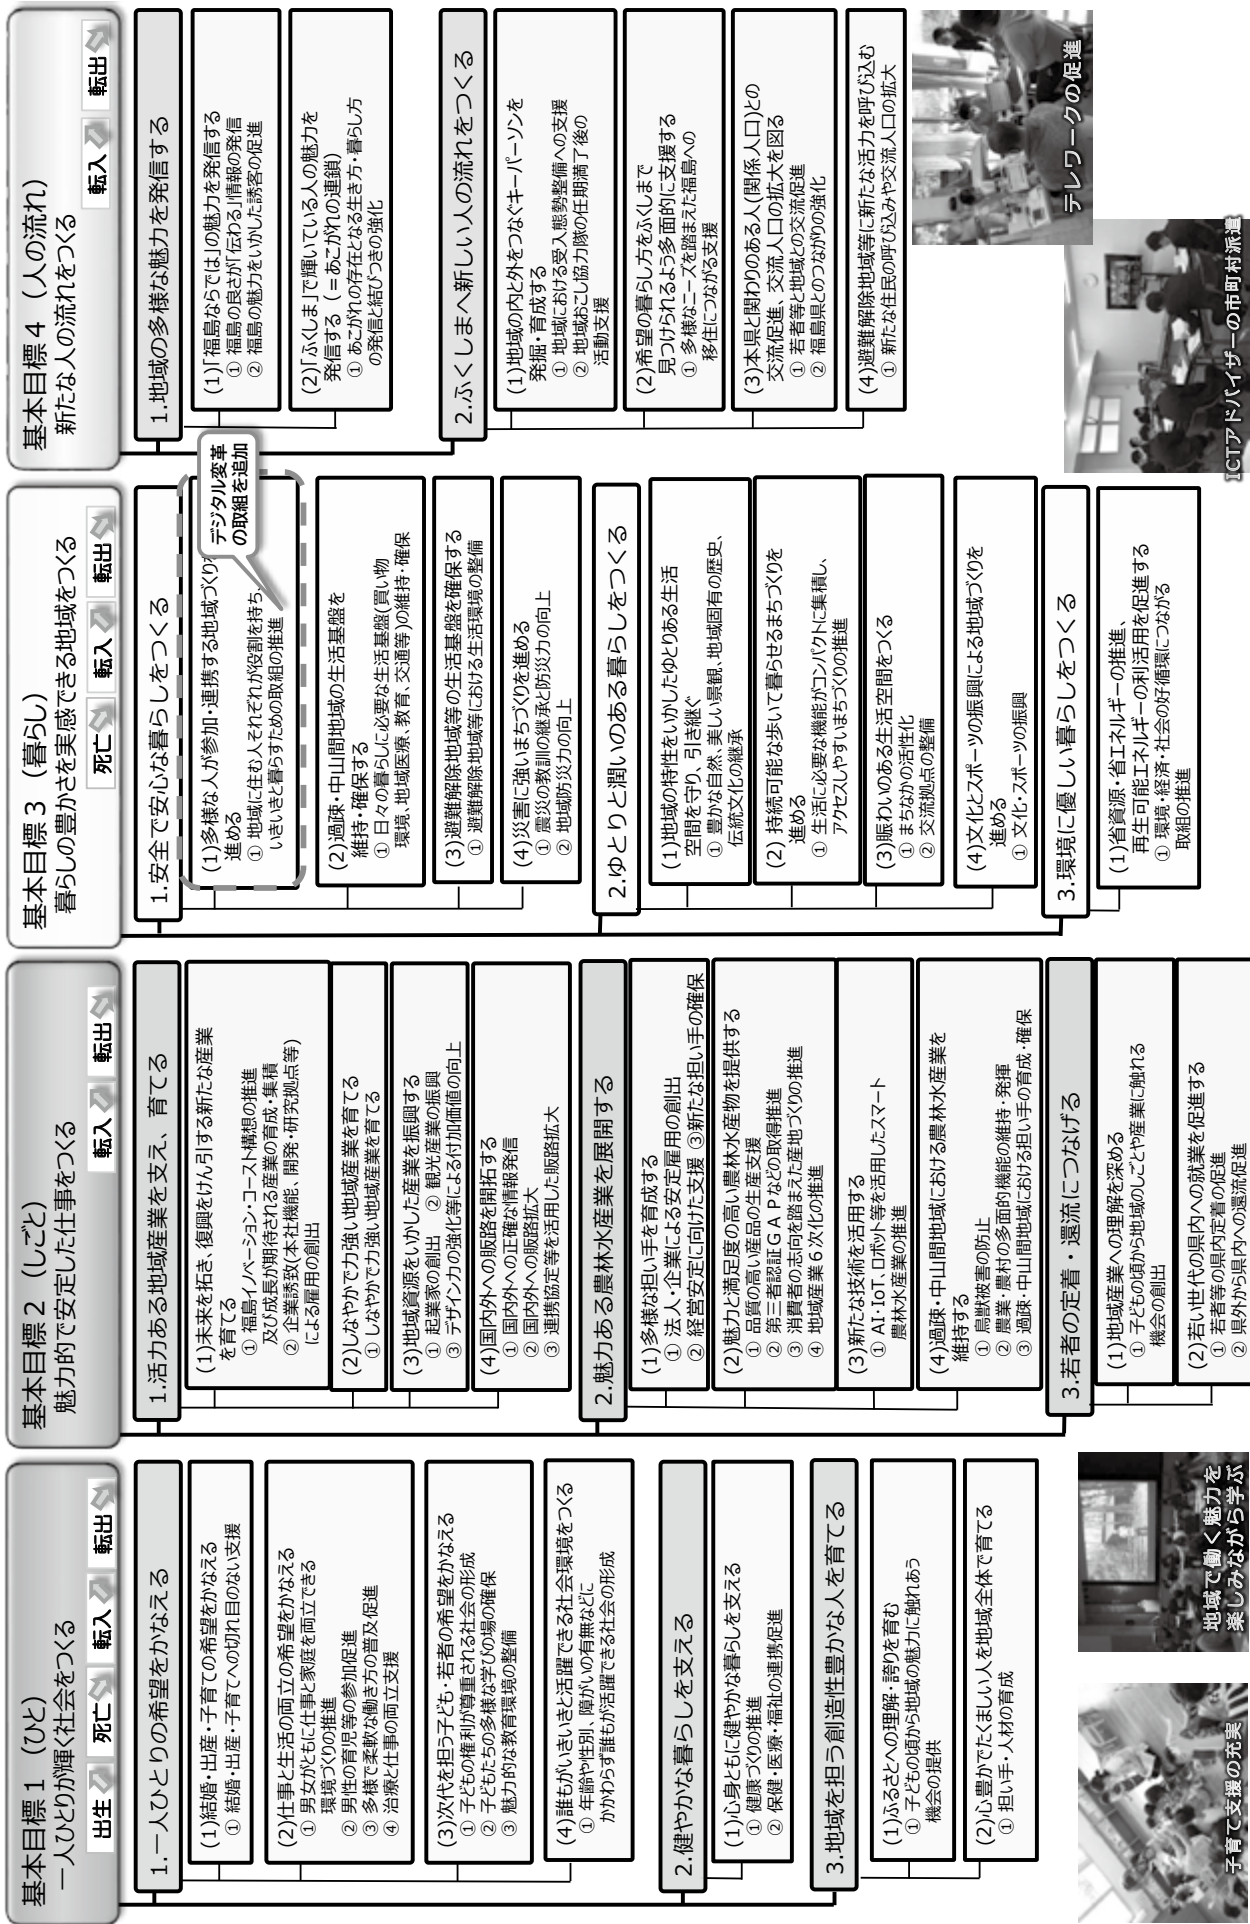 基本目標１（ひと）
一人ひとりが輝く社会をつくる
出生 死亡 転入 転出
1.一人ひとりの希望をかなえる
(1)結婚・出産・子育ての希望をかなえる
① 結婚・出産・子育てへの切れ目のない支援
(2)仕事と生活の両立の希望をかなえる
① 男女がともに仕事と家庭を両立できる
環境づくりの推進
② 男性の育児等の参加促進
③ 多様で柔軟な働き方の普及促進
④ 治療と仕事の両立支援
(3)次代を担う子ども・若者の希望をかなえる
① 子どもの権利が尊重される社会の形成
② 子どもたちの多様な学びの場の確保
③ 魅力的な教育環境の整備
(4)誰もがいきいきと活躍できる社会環境をつくる
① 年齢や性別、障がいの有無などに
かかわらず誰もが活躍できる社会の形成
2.健やかな暮らしを支える
(1)心身ともに健やかな暮らしを支える
① 健康づくりの推進
② 保健・医療・福祉の連携促進
3.地域を担う創造性豊かな人を育てる
(1)ふるさとへの理解・誇りを育む
① 子どもの頃から地域の魅力に触れあう
機会の提供
(2)心豊かでたくましい人を地域全体で育てる
① 担い手・人材の育成
子育て支援の充実
地域で働く魅力を
楽しみながら学ぶ
基本目標２（しごと）
魅力的で安定した仕事をつくる
転入 転出
1.活力ある地域産業を支え、育てる
(1)未来を拓き、復興をけん引する新たな産業
を育てる
① 福島イノベーション・コースト構想の推進
及び成長が期待される産業の育成・集積
② 企業誘致(本社機能、開発・研究拠点等)
による雇用の創出
(2)しなやかで力強い地域産業を育てる
① しなやかで力強い地域産業を育てる
(3)地域資源をいかした産業を振興する
① 起業家の創出 ② 観光産業の振興
③ デザイン力の強化等による付加価値の向上
(4)国内外への販路を開拓する
① 国内外への正確な情報発信
② 国内外への販路拡大
③ 連携協定等を活用した販路拡大
2.魅力ある農林水産業を展開する
(1)多様な担い手を育成する
① 法人・企業による安定雇用の創出
② 経営安定に向けた支援 ③新たな担い手の確保
(2)魅力と満足度の高い農林水産物を提供する
① 品質の高い産品の生産支援
② 第三者認証ＧＡＰなどの取得推進
③ 消費者の志向を踏まえた産地づくりの推進
④ 地域産業６次化の推進
(3)新たな技術を活用する
① AI・IoT、ロボット等を活用したスマート
農林水産業の推進
(4)過疎・中山間地域における農林水産業を
維持する
① 鳥獣被害の防止
② 農業・農村の多面的機能の維持・発揮
③ 過疎・中山間地域における担い手の育成・確保
3.若者の定着・還流につなげる
(1)地域産業への理解を深める
① 子どもの頃から地域のしごとや産業に触れる
機会の創出
(2)若い世代の県内への就業を促進する
① 若者等の県内定着の促進
② 県外から県内への還流促進
基本目標３（暮らし）
暮らしの豊かさを実感できる地域をつくる
死亡 転入 転出
1.安全で安心な暮らしをつくる
(1)多様な人が参加・連携する地域づくり
進める
① 地域に住む人それぞれが役割を持ち、
いきいきと暮らすための取組の推進
デジタル変革
の取組を追加
(2)過疎・中山間地域の生活基盤を
維持・確保する
① 日々の暮らしに必要な生活基盤(買い物
環境、地域医療、教育、交通等)の維持・確保
(3)避難解除地域等の生活基盤を確保する
① 避難解除地域等における生活環境の整備
(4)災害に強いまちづくりを進める
① 震災の教訓の継承と防災力の向上
② 地域防災力の向上
2.ゆとりと潤いのある暮らしをつくる
(1)地域の特性をいかしたゆとりある生活
空間を守り、引き継ぐ
① 豊かな自然、美しい景観、地域固有の歴史、
伝統文化の継承
(2) 持続可能な歩いて暮らせるまちづくりを
進める
① 生活に必要な機能がコンパクトに集積し、
アクセスしやすいまちづくりの推進
(3)賑わいのある生活空間をつくる
① まちなかの活性化
② 交流拠点の整備
(4)文化とスポーツの振興による地域づくりを
進める
① 文化・スポーツの振興
3.環境に優しい暮らしをつくる
(1)省資源・省エネルギーの推進、
再生可能エネルギーの利活用を促進する
① 環境・経済・社会の好循環につながる
取組の推進
基本目標４（人の流れ）
新たな人の流れをつくる
転入 転出
1.地域の多様な魅力を発信する
(1)「福島ならでは」の魅力を発信する
① 福島の良さが「伝わる」情報の発信
② 福島の魅力をいかした誘客の促進
(2)「ふくしま」で輝いている人の魅力を
発信する（＝あこがれの連鎖）
① あこがれの存在となる生き方・暮らし方
の発信と結びつきの強化
2.ふくしまへ新しい人の流れをつくる
(1)地域の内と外をつなぐキーパーソンを
発掘・育成する
① 地域における受入態勢整備への支援
② 地域おこし協力隊の任期満了後の
活動支援
(2)希望の暮らし方をふくしまで
見つけられるよう多面的に支援する
① 多様なニーズを踏まえた福島への
移住につながる支援
(3)本県と関わりのある人(関係人口)との
交流促進、交流人口の拡大を図る
① 若者等と地域との交流促進
② 福島県とのつながりの強化
(4)避難解除地域等に新たな活力を呼び込む
① 新たな住民の呼び込みや交流人口の拡大
ICTアドバイザーの市町村派遣
テレワークの促進